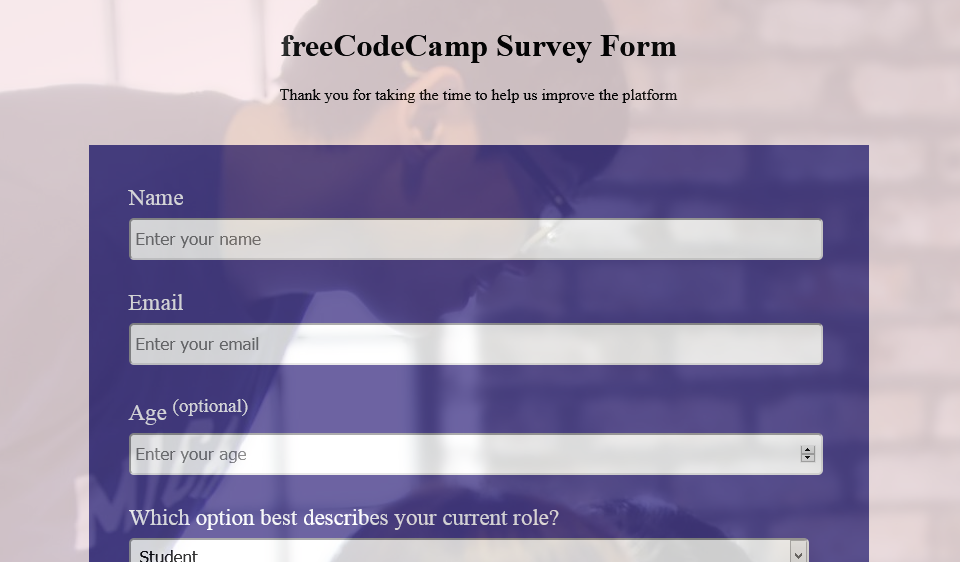 freeCodeCamp Survey Form
Thank you for taking the time to help us improve the platform
Name
Enter your name
Email
Enter your email
Age (optional)
Enter your age
Which option best describes your current role?
Student